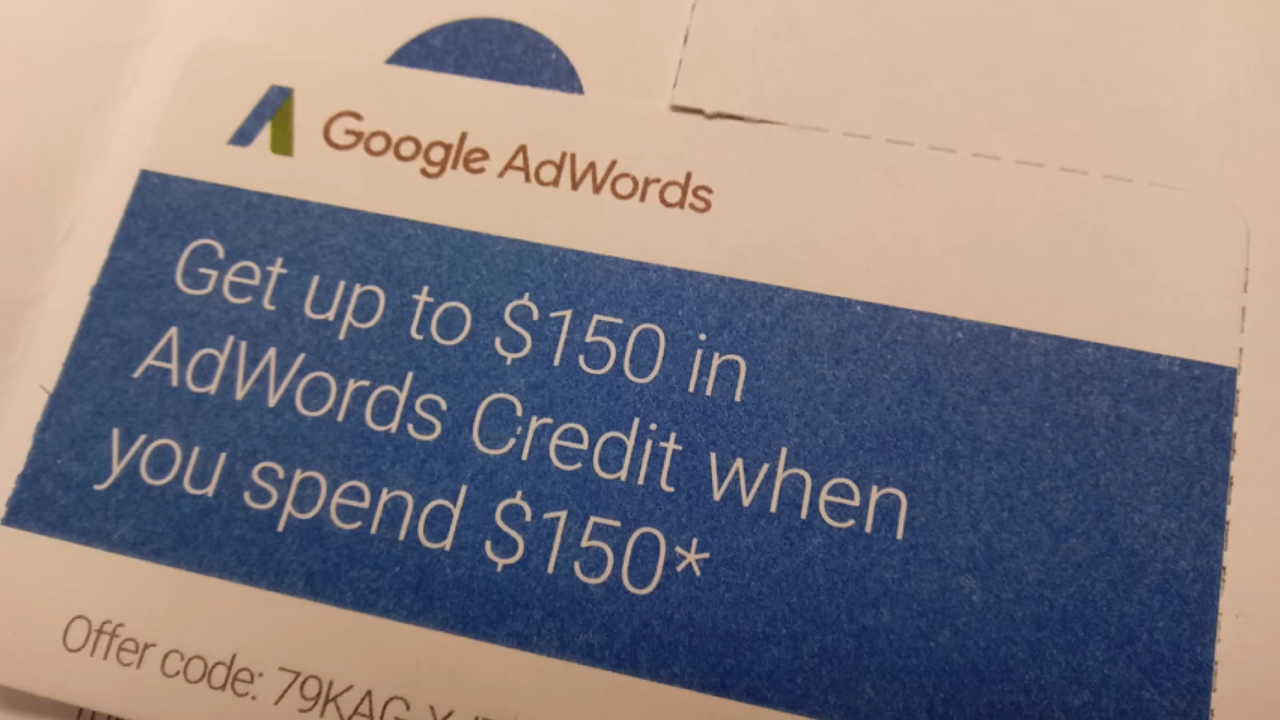 Google AdWords
Get up to $150 in
AdWords Credit when
you spend $150*
Offer code: 79KAG